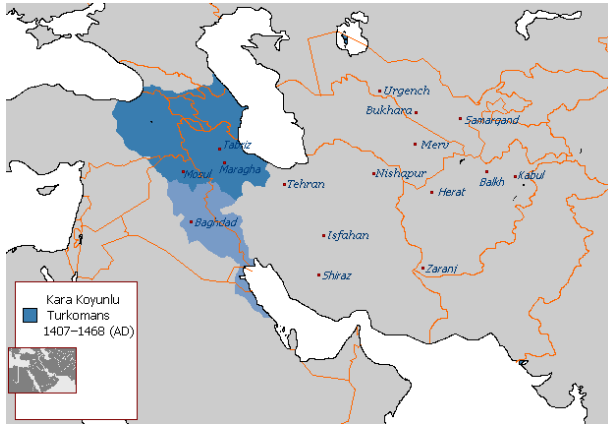 Urgench
Bukhara
Samarqand
Merv
Tabriz
Maragha
Mosul
Nishapur
Tehran
Balkh
Kabul
Herat
Baghdad
Isfahan
Zaranj
Shiraz
Kara Koyunlu
Turkomans
1407-1468 (AD)